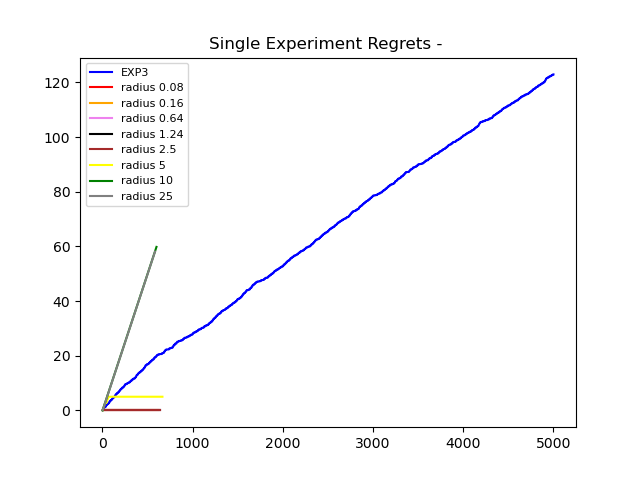 Single Experiment Regrets -
EXP3
radius 0.08
radius 0.16
radius 0.64
radius 1.24
radius 2.5
radius 5
radius 10
radius 25
120
100
80
60
40
20
0
0 1000 2000 3000 4000 5000